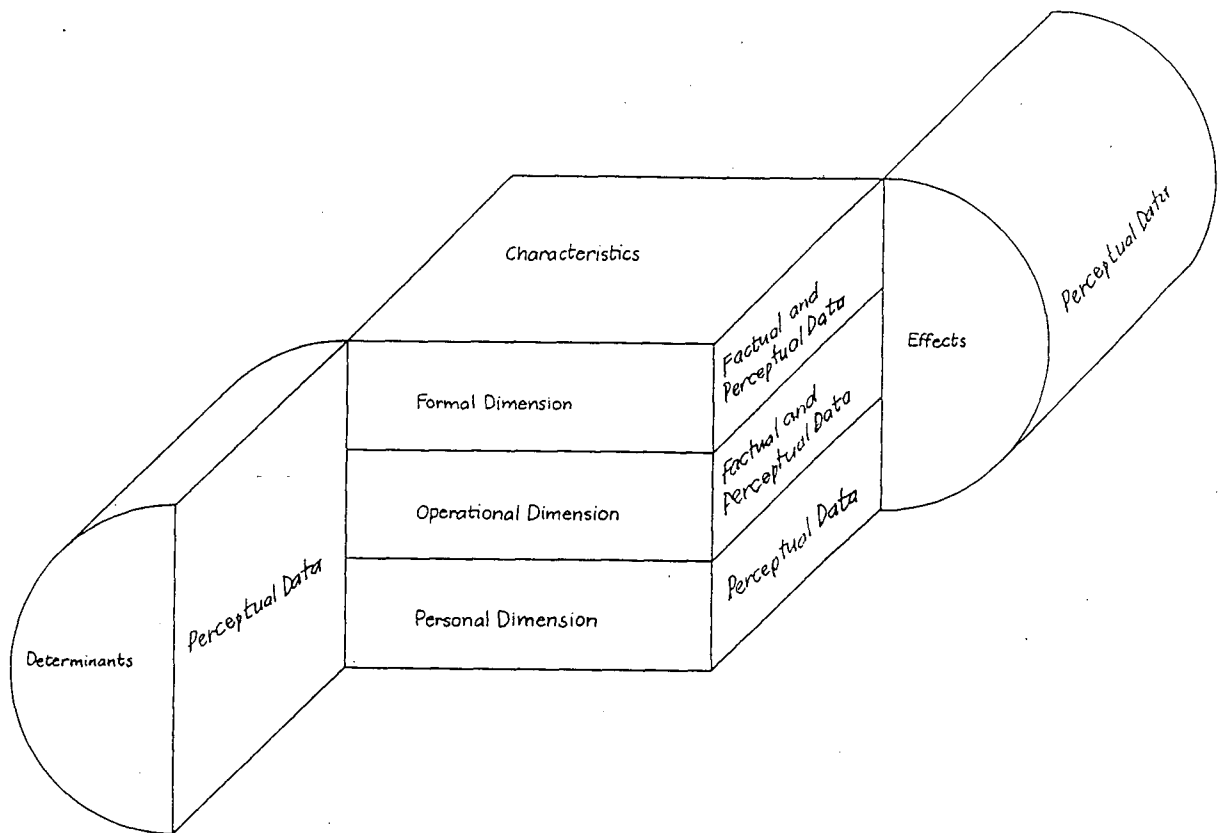 Characteristics
Formal Dimension
Operational Dimension
Personal Dimension
Factual and
Perceptual Data
Factual and
Perceptual Data
Perceptual Data
Determinants
Perceptual Data
Effects
Perceptual Data